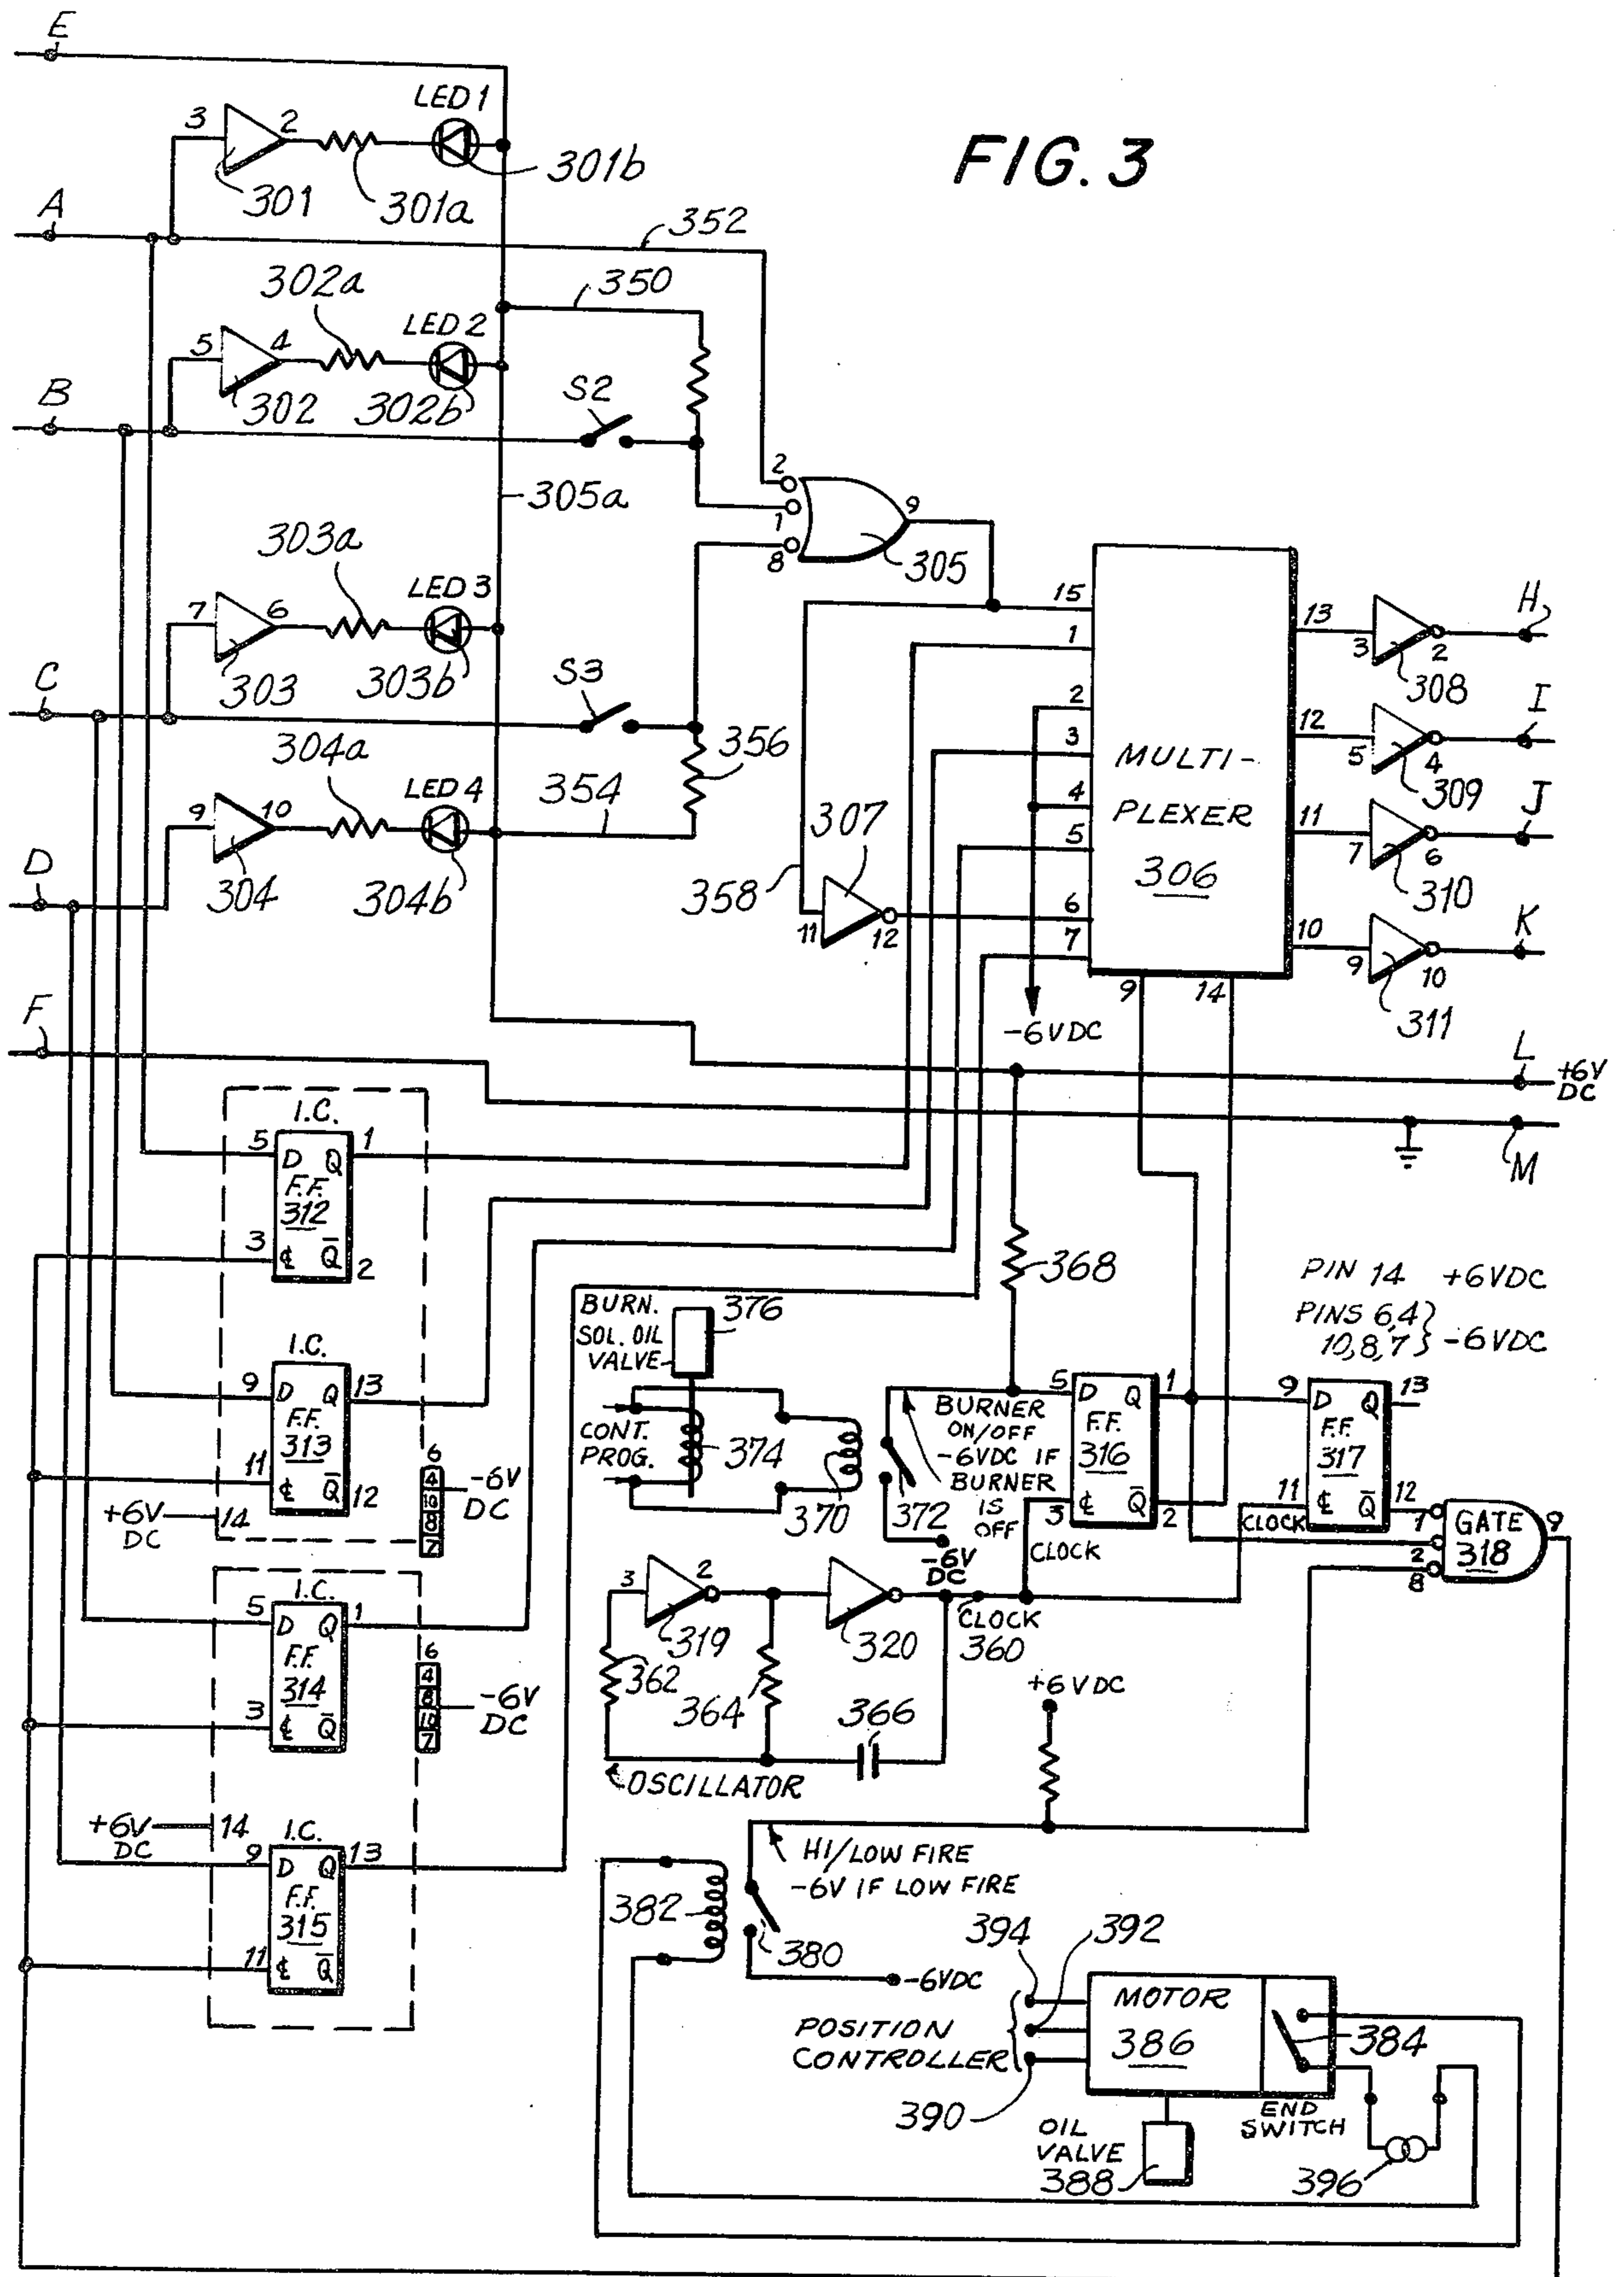 FIG. 3
E
LED 1
3
2
301
301a
301b
A
352
350
302a
LED 2
5
4
302
302b
B
S2
305a
2
1
8
9
305
303a
LED 3
7
6
303
303b
C
S3
356
304a
LED 4
354
9
10
304
304b
D
358
307
11
12
15
1
2
3
4
5
6
7
MULTI-
PLEXER
306
9
14
-6VDC
13
3
2
308
H
12
5
4
309
I
11
7
6
310
J
10
9
10
311
K
F
L
+6V
DC
M
I.C.
5
D
Q
1
F.F.
312
3
₵
Q̅
2
I.C.
9
D
Q
13
F.F.
313
11
₵
Q̅
12
+6V
DC
14
6
4
10
8
7
-6V
DC
I.C.
5
D
Q
1
F.F.
314
3
₵
Q̅
6
4
8
10
7
-6V
DC
+6V
DC
14
I.C.
9
D
Q
13
F.F.
315
11
₵
Q̅
368
PIN 14 +6VDC
PINS 6,4
10,8,7 } -6VDC
BURN.
SOL. OIL
VALVE
376
CONT.
PROG.
374
370
372
BURNER
ON/OFF
-6VDC IF
BURNER
IS
OFF
-6V
DC
5
D
Q
1
F.F.
316
3
₵
Q̅
2
CLOCK
9
D
Q
13
F.F.
317
11
₵
Q̅
12
CLOCK
7
2
8
GATE
318
9
3
2
319
320
CLOCK
360
362
364
366
OSCILLATOR
+6VDC
HI/LOW FIRE
-6V IF LOW FIRE
382
380
-6VDC
394
392
POSITION
CONTROLLER
390
MOTOR
386
384
END
SWITCH
OIL
VALVE
388
396